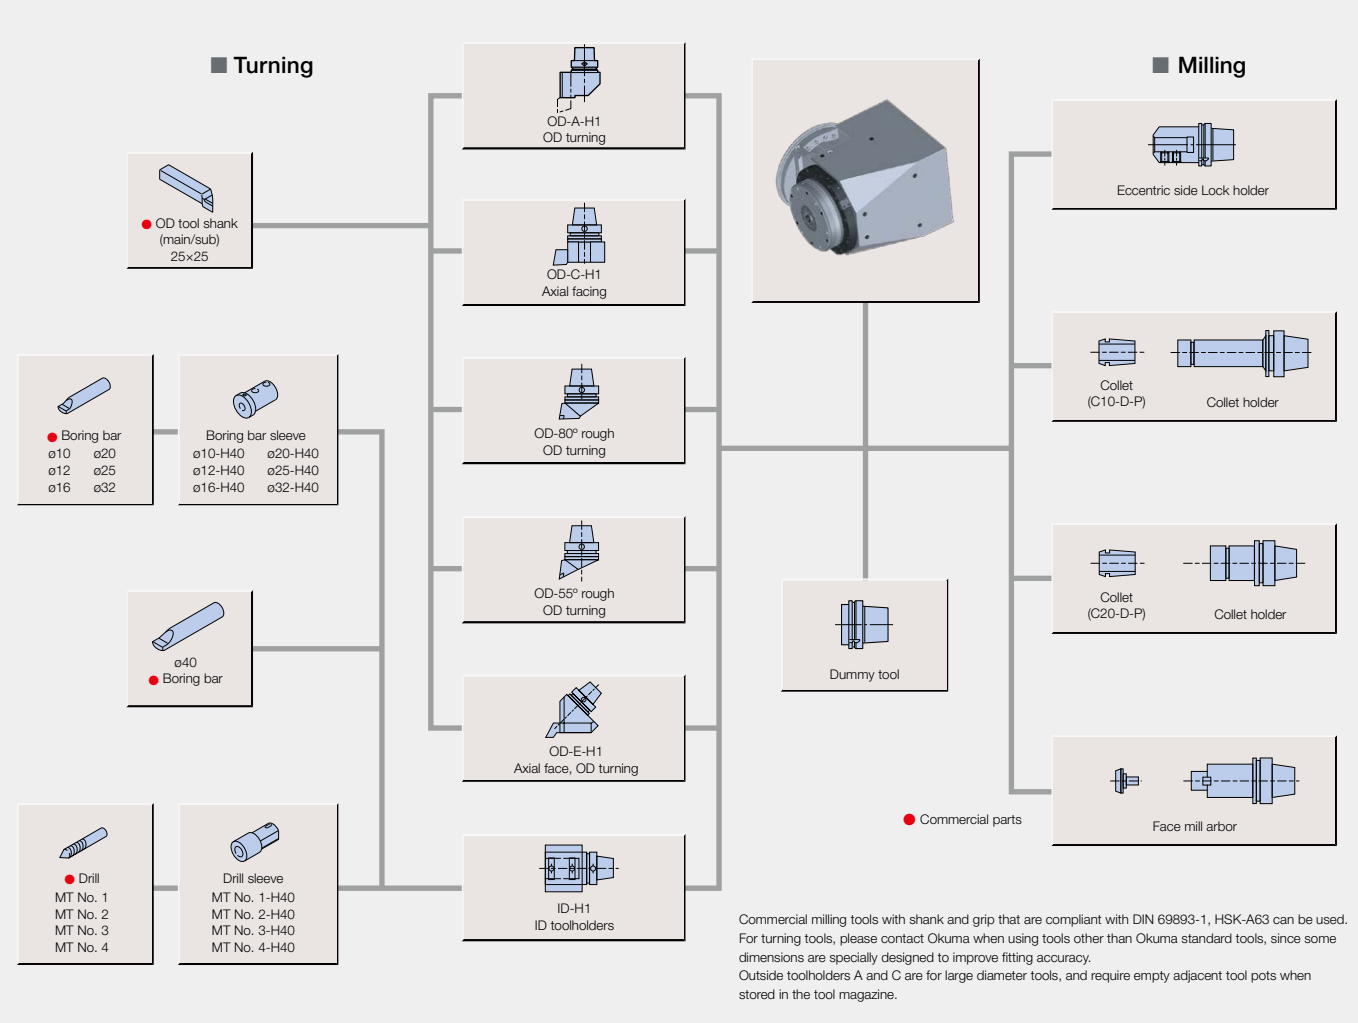 Turning
Milling
OD-A-H1
OD turning
OD tool shank
(main/sub)
25×25
OD-C-H1
Axial facing
Boring bar
ø10 ø20
ø12 ø25
ø16 ø32
Boring bar sleeve
ø10-H40 ø20-H40
ø12-H40 ø25-H40
ø16-H40 ø32-H40
OD-80º rough
OD turning
OD-55º rough
OD turning
ø40
Boring bar
OD-E-H1
Axial face, OD turning
Drill
MT No. 1
MT No. 2
MT No. 3
MT No. 4
Drill sleeve
MT No. 1-H40
MT No. 2-H40
MT No. 3-H40
MT No. 4-H40
ID-H1
ID toolholders
Dummy tool
Eccentric side Lock holder
Collet
(C10-D-P)
Collet holder
Collet
(C20-D-P)
Collet holder
Face mill arbor
Commercial parts
Commercial milling tools with shank and grip that are compliant with DIN 69893-1, HSK-A63 can be used.
For turning tools, please contact Okuma when using tools other than Okuma standard tools, since some
dimensions are specially designed to improve fitting accuracy.
Outside toolholders A and C are for large diameter tools, and require empty adjacent tool pots when
stored in the tool magazine.